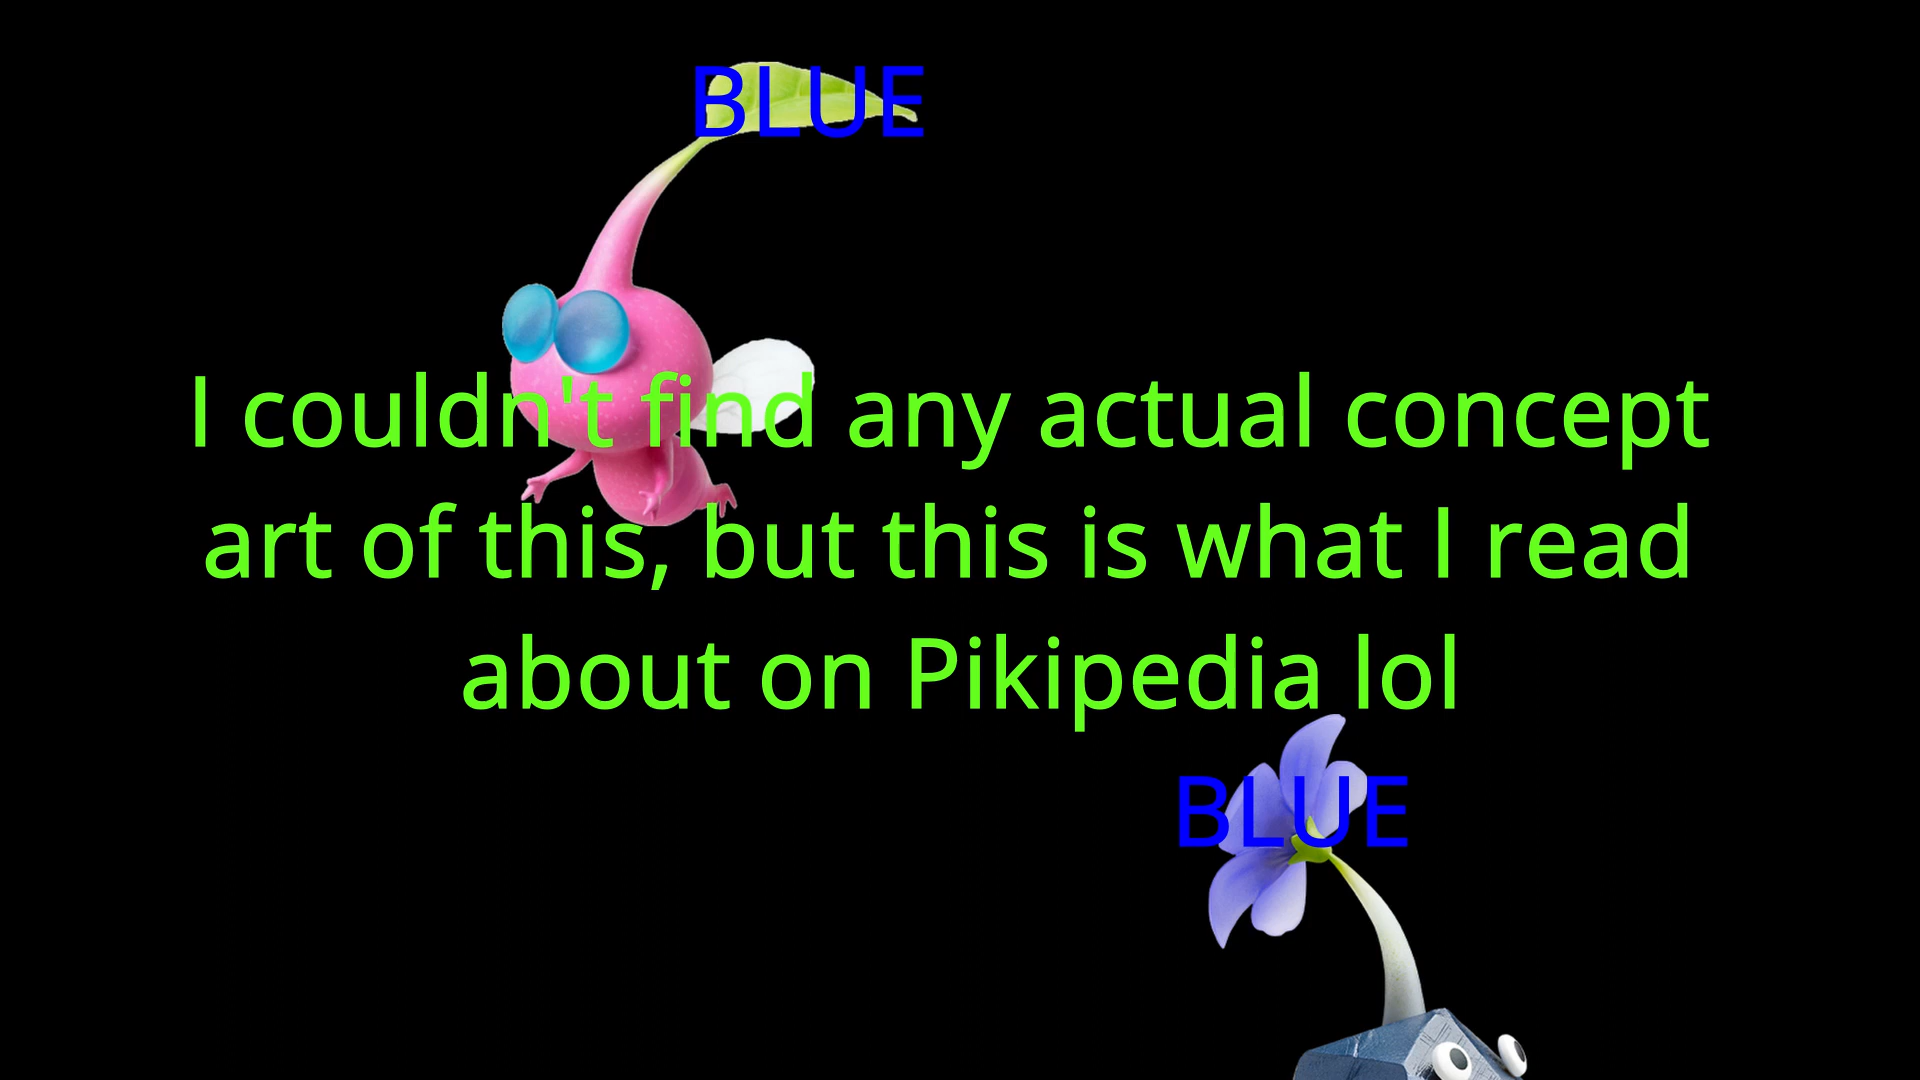 BLUE
I couldn't find any actual concept
art of this, but this is what I read
about on Pikipedia lol
BLUE